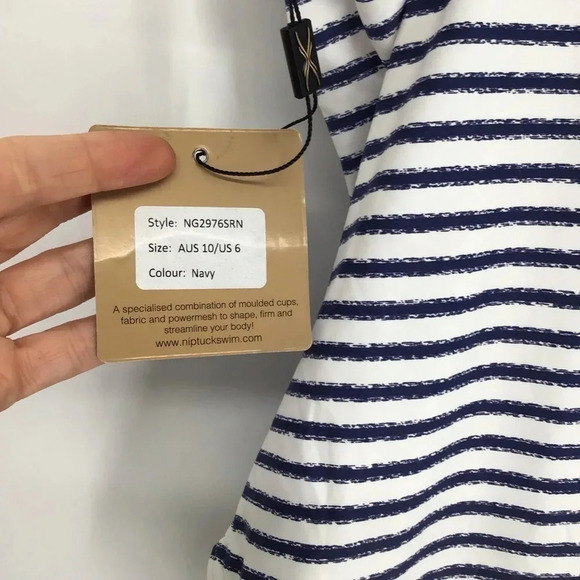 Style: NG2976SRN
Size: AUS 10/US 6
Colour: Navy
A specialised combination of moulded cups,
fabric and powermesh to shape, firm and
streamline your body!
www.niptuckswim.com